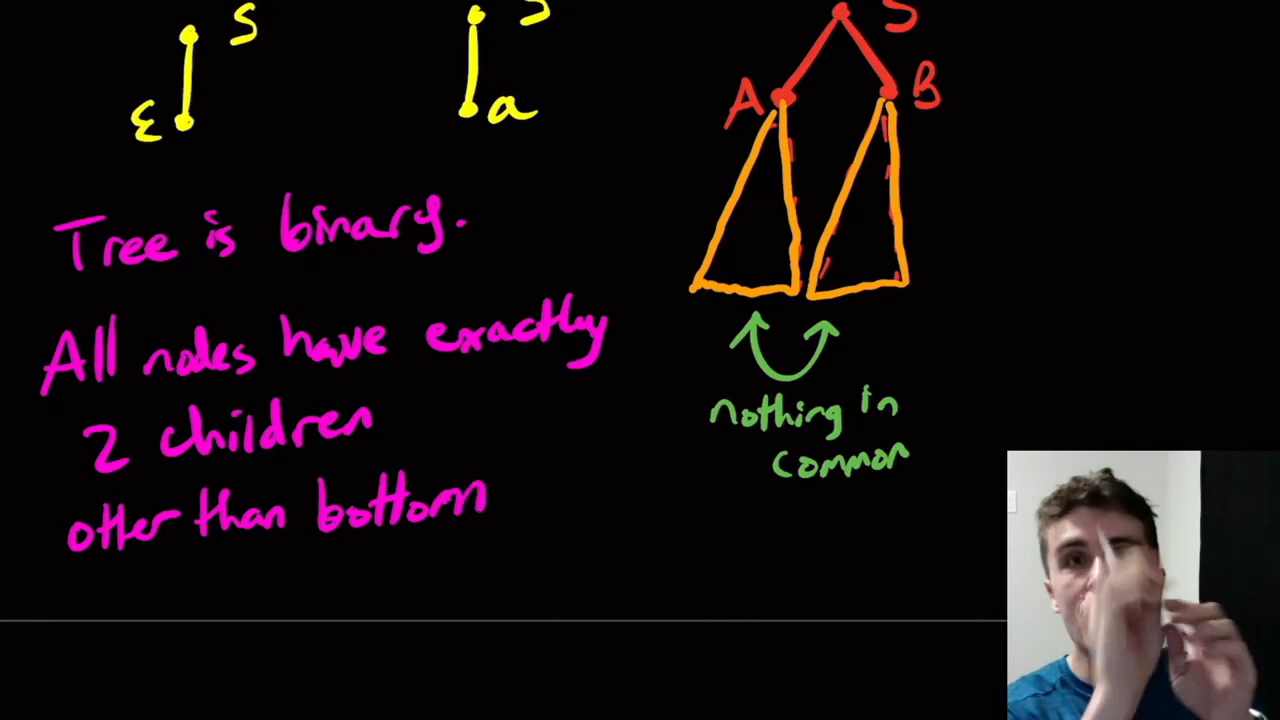 S
S
S
ε
a
A
B
Tree is binary.
All nodes have exactly
2 children
other than bottom
nothing in
common